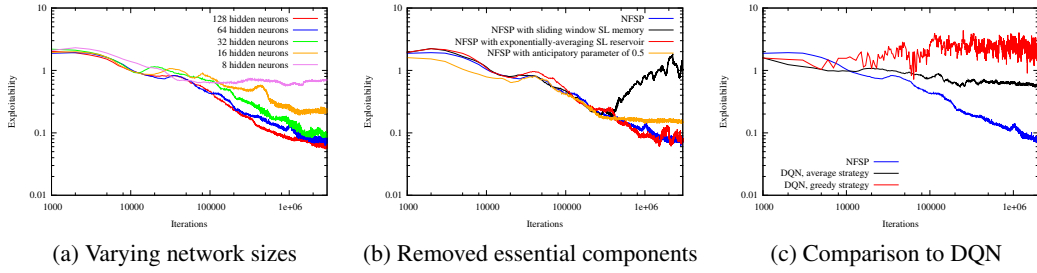 10
1
0.1
0.01
1000
10000
100000
1e+06
Exploitability
Iterations
128 hidden neurons
64 hidden neurons
32 hidden neurons
16 hidden neurons
8 hidden neurons
(a) Varying network sizes
10
1
0.1
0.01
1000
10000
100000
1e+06
Exploitability
Iterations
NFSP
NFSP with sliding window SL memory
NFSP with exponentially-averaging SL reservoir
NFSP with anticipatory parameter of 0.5
(b) Removed essential components
10
1
0.1
0.01
1000
10000
100000
1e+06
Exploitability
Iterations
NFSP
DQN, average strategy
DQN, greedy strategy
(c) Comparison to DQN